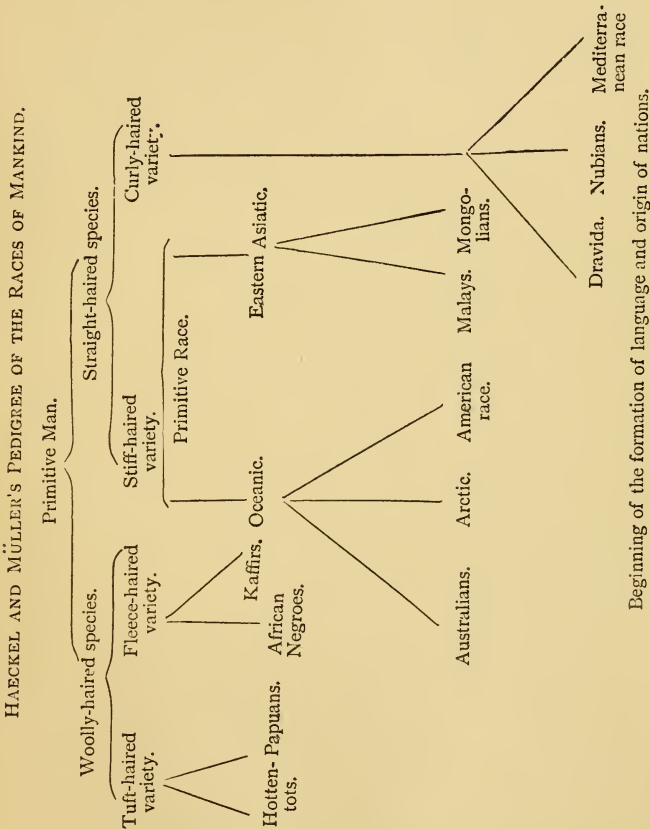 HAECKEL AND MÜLLER'S PEDIGREE OF THE RACES OF MANKIND.
Primitive Man.
Woolly-haired species.
Straight-haired species.
Tuft-haired
variety.
Fleece-haired
variety.
Stiff-haired
variety.
Curly-haired
variety.
Primitive Race.
Hotten-
tots.
Papuans.
African
Negroes.
Kaffirs.
Oceanic.
Eastern Asiatic.
Australians.
Arctic.
American
race.
Malays.
Mongo-
lians.
Dravida.
Nubians.
Mediterra-
nean race
Beginning of the formation of language and origin of nations.